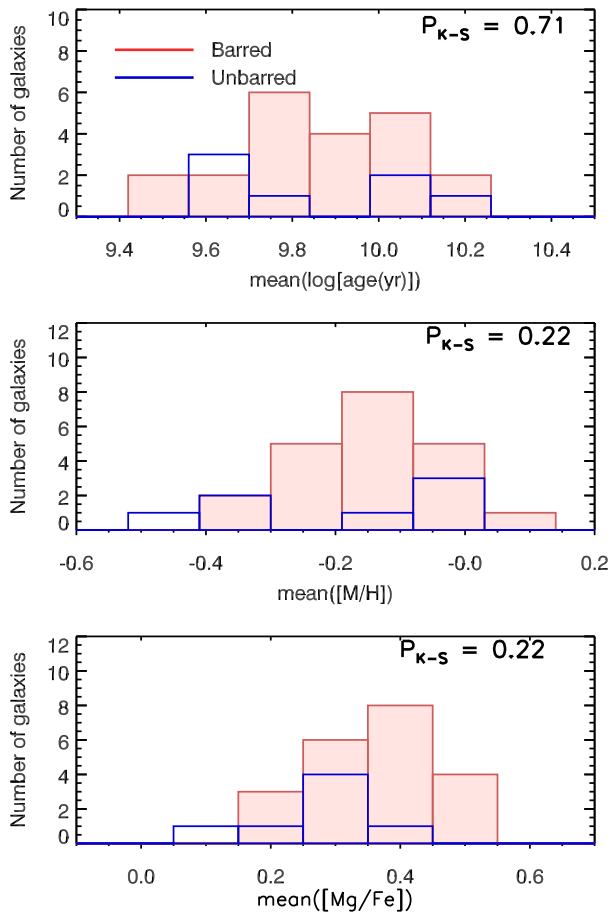 P_K-S = 0.71
Barred
Unbarred
Number of galaxies
10
8
6
4
2
0
9.4 9.6 9.8 10.0 10.2 10.4
mean(log[age(yr)])
P_K-S = 0.22
Number of galaxies
12
10
8
6
4
2
0
-0.6 -0.4 -0.2 -0.0 0.2
mean([M/H])
P_K-S = 0.22
Number of galaxies
12
10
8
6
4
2
0
0.0 0.2 0.4 0.6
mean([Mg/Fe])